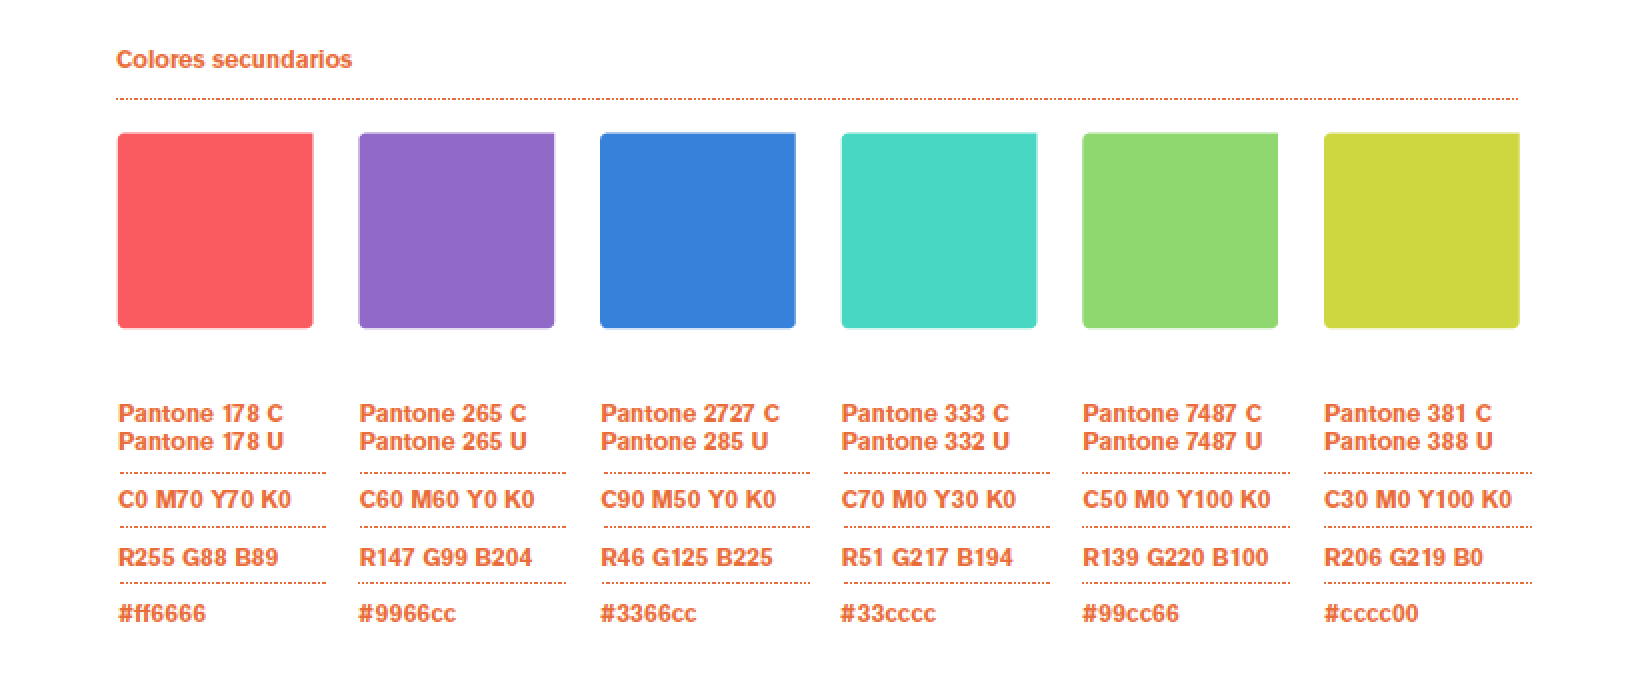 Colores secundarios
Pantone 178 C
Pantone 178 U
C0 M70 Y70 K0
R255 G88 B89
#ff6666
Pantone 265 C
Pantone 265 U
C60 M60 Y0 K0
R147 G99 B204
#9966cc
Pantone 2727 C
Pantone 285 U
C90 M50 Y0 K0
R46 G125 B225
#3366cc
Pantone 333 C
Pantone 332 U
C70 M0 Y30 K0
R51 G217 B194
#33cccc
Pantone 7487 C
Pantone 7487 U
C50 M0 Y100 K0
R139 G220 B100
#99cc66
Pantone 381 C
Pantone 388 U
C30 M0 Y100 K0
R206 G219 B0
#cccc00